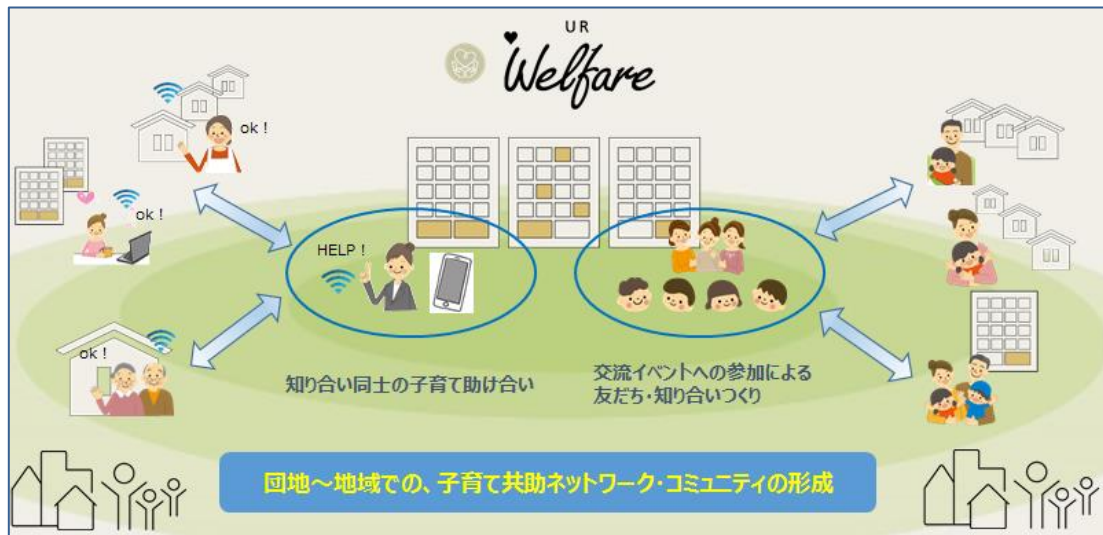 UR
Welfare
ok！
ok！
HELP！
ok！
知り合い同士の子育て助け合い
交流イベントへの参加による
友だち・知り合いつくり
団地～地域での、子育て共助ネットワーク・コミュニティの形成